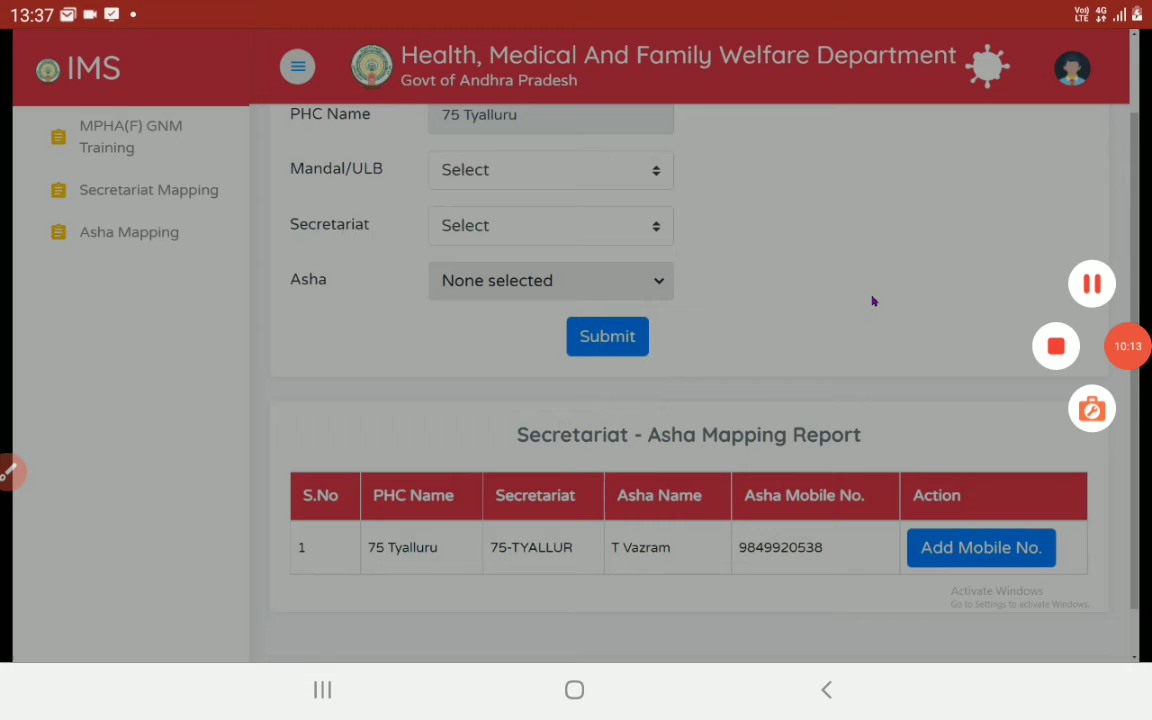 13:37
Vo)) LTE 4G
IMS
Health, Medical And Family Welfare Department
Govt of Andhra Pradesh
MPHA(F) GNM
Training
Secretariat Mapping
Asha Mapping
PHC Name 75 Tyalluru
Mandal/ULB Select
Secretariat Select
Asha None selected
Submit
10:13
Secretariat - Asha Mapping Report
S.No PHC Name Secretariat Asha Name Asha Mobile No. Action
1 75 Tyalluru 75-TYALLUR T Vazram 9849920538 Add Mobile No.
Activate Windows
Go to Settings to activate Windows.